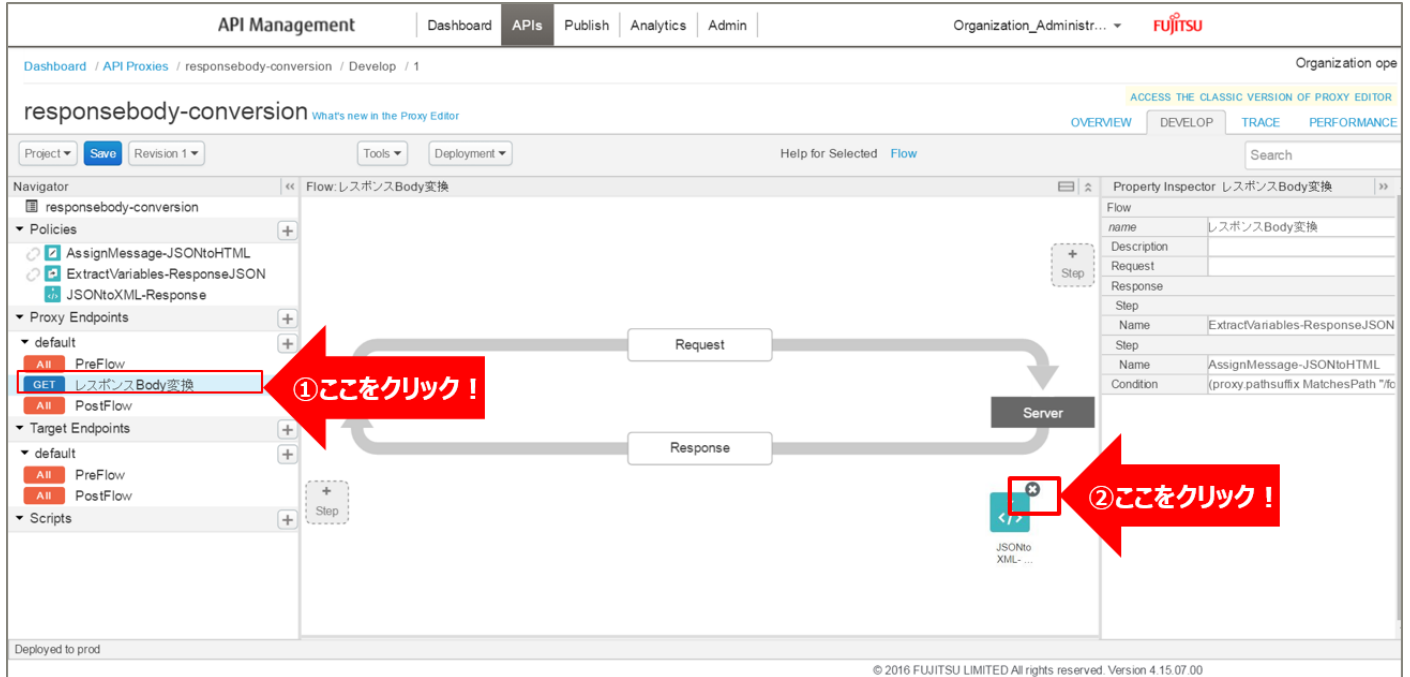 API Management Dashboard APIs Publish Analytics Admin Organization_Administr... FUJITSU
Dashboard / API Proxies / responsebody-conversion / Develop / 1 Organization ope
ACCESS THE CLASSIC VERSION OF PROXY EDITOR
responsebody-conversion What's new in the Proxy Editor OVERVIEW DEVELOP TRACE PERFORMANCE
Project Save Revision 1 Tools Deployment Help for Selected Flow Search
Navigator
responsebody-conversion
Policies
AssignMessage-JSONtoHTML
ExtractVariables-ResponseJSON
JSONtoXML-Response
Proxy Endpoints
default
All PreFlow
GET レスポンスBody変換
All PostFlow
Target Endpoints
default
All PreFlow
All PostFlow
Scripts
①ここをクリック！
Flow:レスポンスBody変換
+
Step
Request
Server
Response
+
Step
</>
JSONto
XML- ...
②ここをクリック！
Property Inspector レスポンスBody変換
Flow
name レスポンスBody変換
Description
Request
Response
Step
Name ExtractVariables-ResponseJSON
Step
Name AssignMessage-JSONtoHTML
Condition (proxy.pathsuffix MatchesPath "/fo
Deployed to prod
© 2016 FUJITSU LIMITED All rights reserved. Version 4.15.07.00